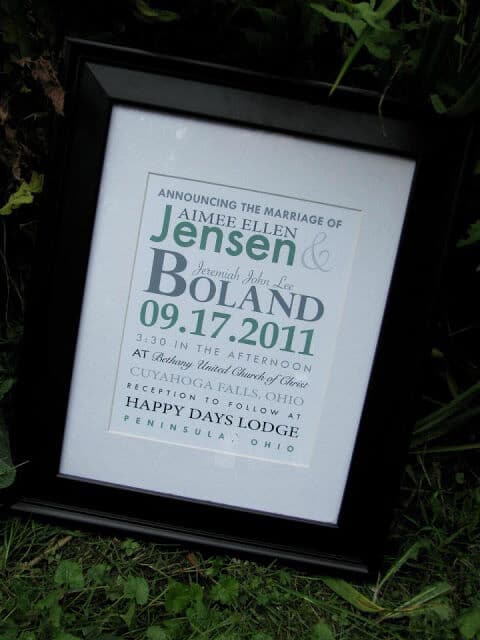 ANNOUNCING THE MARRIAGE OF
AIMEE ELLEN
Jensen &
Jeremiah John Lee
BOLAND
09.17.2011
3:30 IN THE AFTERNOON
AT Bethany United Church of Christ
CUYAHOGA FALLS, OHIO
RECEPTION TO FOLLOW AT
HAPPY DAYS LODGE
PENINSULA, OHIO